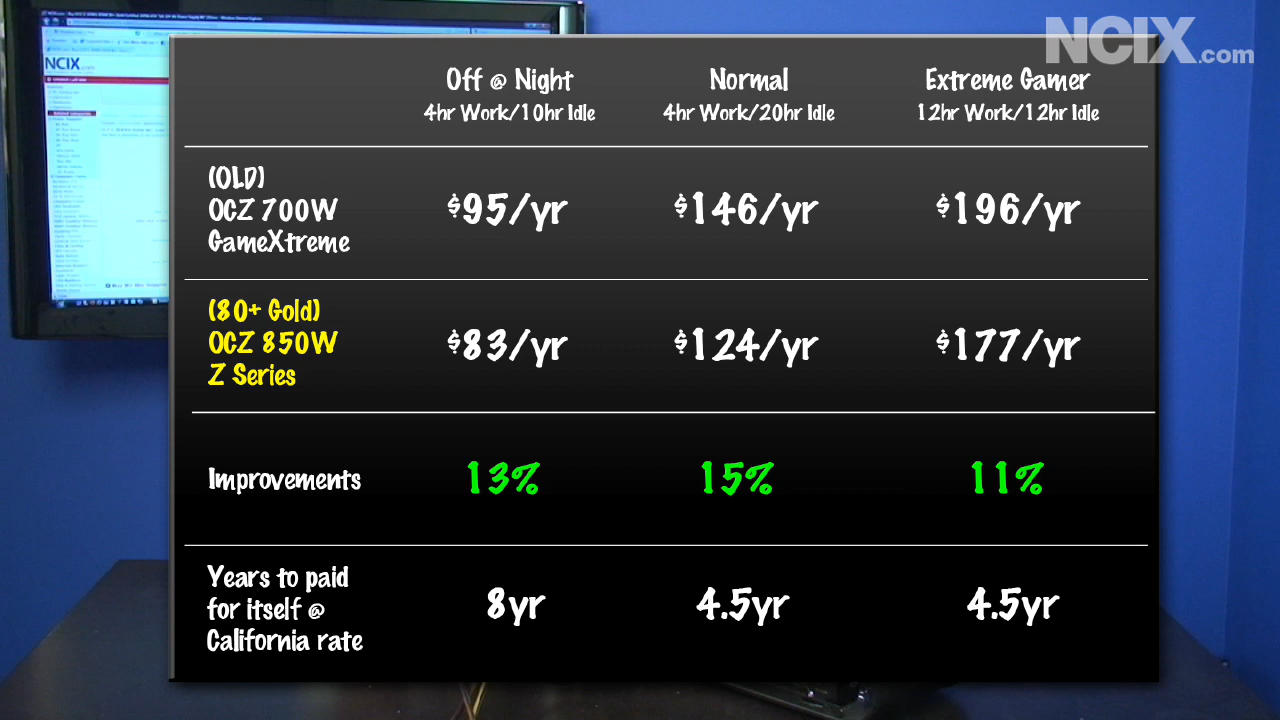 NCIX.com
NCIX.com
Off @ Night
4hr Work/10hr Idle
Normal
4hr Work/20hr Idle
Extreme Gamer
12hr Work/12hr Idle
(OLD)
OCZ 700W
GameXtreme
$95/yr
$146/yr
$196/yr
(80+ Gold)
OCZ 850W
Z Series
$83/yr
$124/yr
$177/yr
Improvements
13%
15%
11%
Years to paid
for itself @
California rate
8yr
4.5yr
4.5yr